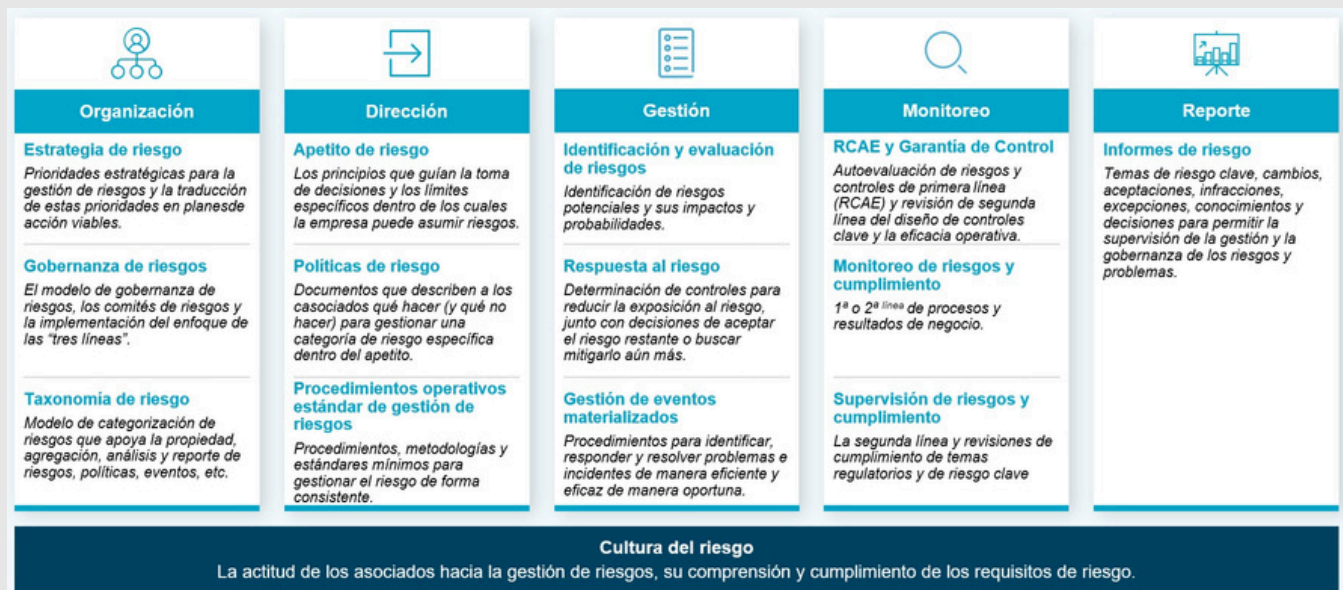 Organización
Estrategia de riesgo
Prioridades estratégicas para la
gestión de riesgos y la traducción
de estas prioridades en planesde
acción viables.
Gobernanza de riesgos
El modelo de gobernanza de
riesgos, los comités de riesgos y
la implementación del enfoque de
las “tres líneas”.
Taxonomía de riesgo
Modelo de categorización de
riesgos que apoya la propiedad,
agregación, análisis y reporte de
riesgos, políticas, eventos, etc.
Dirección
Apetito de riesgo
Los principios que guían la toma
de decisiones y los límites
específicos dentro de los cuales
la empresa puede asumir riesgos.
Políticas de riesgo
Documentos que describen a los
casociados qué hacer (y qué no
hacer) para gestionar una
categoría de riesgo específica
dentro del apetito.
Procedimientos operativos
estándar de gestión de
riesgos
Procedimientos, metodologías y
estándares mínimos para
gestionar el riesgo de forma
consistente.
Gestión
Identificación y evaluación
de riesgos
Identificación de riesgos
potenciales y sus impactos y
probabilidades.
Respuesta al riesgo
Determinación de controles para
reducir la exposición al riesgo,
junto con decisiones de aceptar
el riesgo restante o buscar
mitigarlo aún más.
Gestión de eventos
materializados
Procedimientos para identificar,
responder y resolver problemas e
incidentes de manera eficiente y
eficaz de manera oportuna.
Monitoreo
RCAE y Garantía de Control
Autoevaluación de riesgos y
controles de primera línea
(RCAE) y revisión de segunda
línea del diseño de controles
clave y la eficacia operativa.
Monitoreo de riesgos y
cumplimiento
1ª o 2ª línea de procesos y
resultados de negocio.
Supervisión de riesgos y
cumplimiento
La segunda línea y revisiones de
cumplimiento de temas
regulatorios y de riesgo clave
Reporte
Informes de riesgo
Temas de riesgo clave, cambios,
aceptaciones, infracciones,
excepciones, conocimientos y
decisiones para permitir la
supervisión de la gestión y la
gobernanza de los riesgos y
problemas.
Cultura del riesgo
La actitud de los asociados hacia la gestión de riesgos, su comprensión y cumplimiento de los requisitos de riesgo.